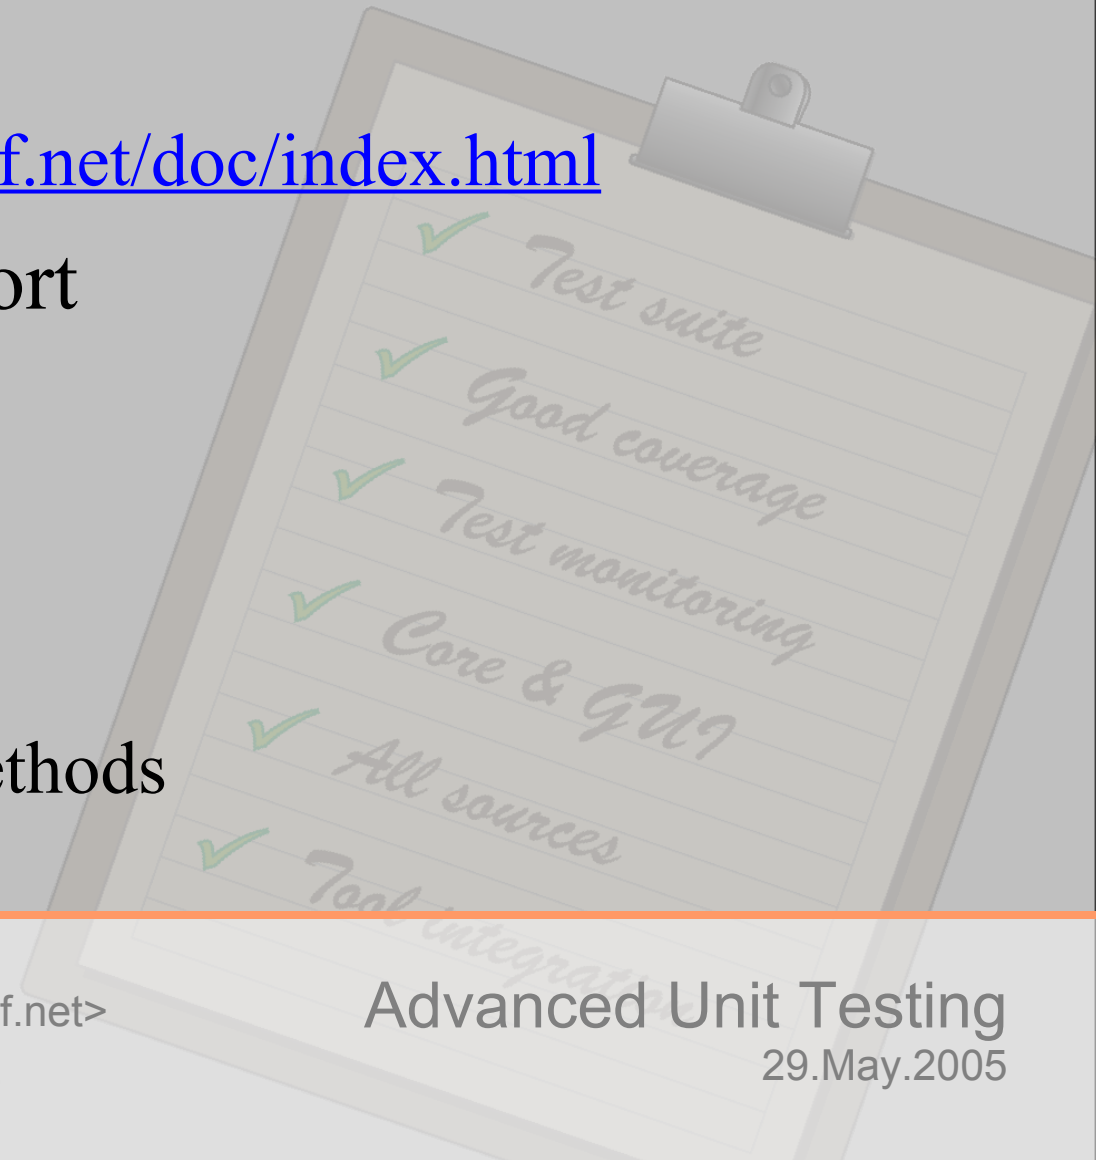 f.net/doc/index.html
ort
Test suite
Good coverage
Test monitoring
Core & GUI
ethods
All sources
Tool integration
f.net>
Advanced Unit Testing
29.May.2005